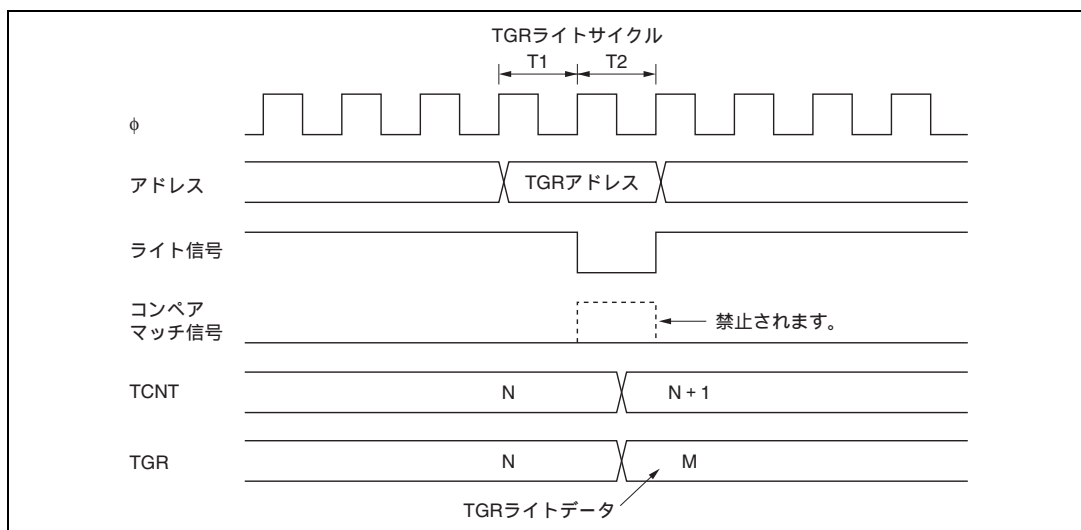 TGRライトサイクル
T1 T2
φ
アドレス TGRアドレス
ライト信号
コンペア
マッチ信号 禁止されます。
TCNT N N + 1
TGR N M
TGRライトデータ